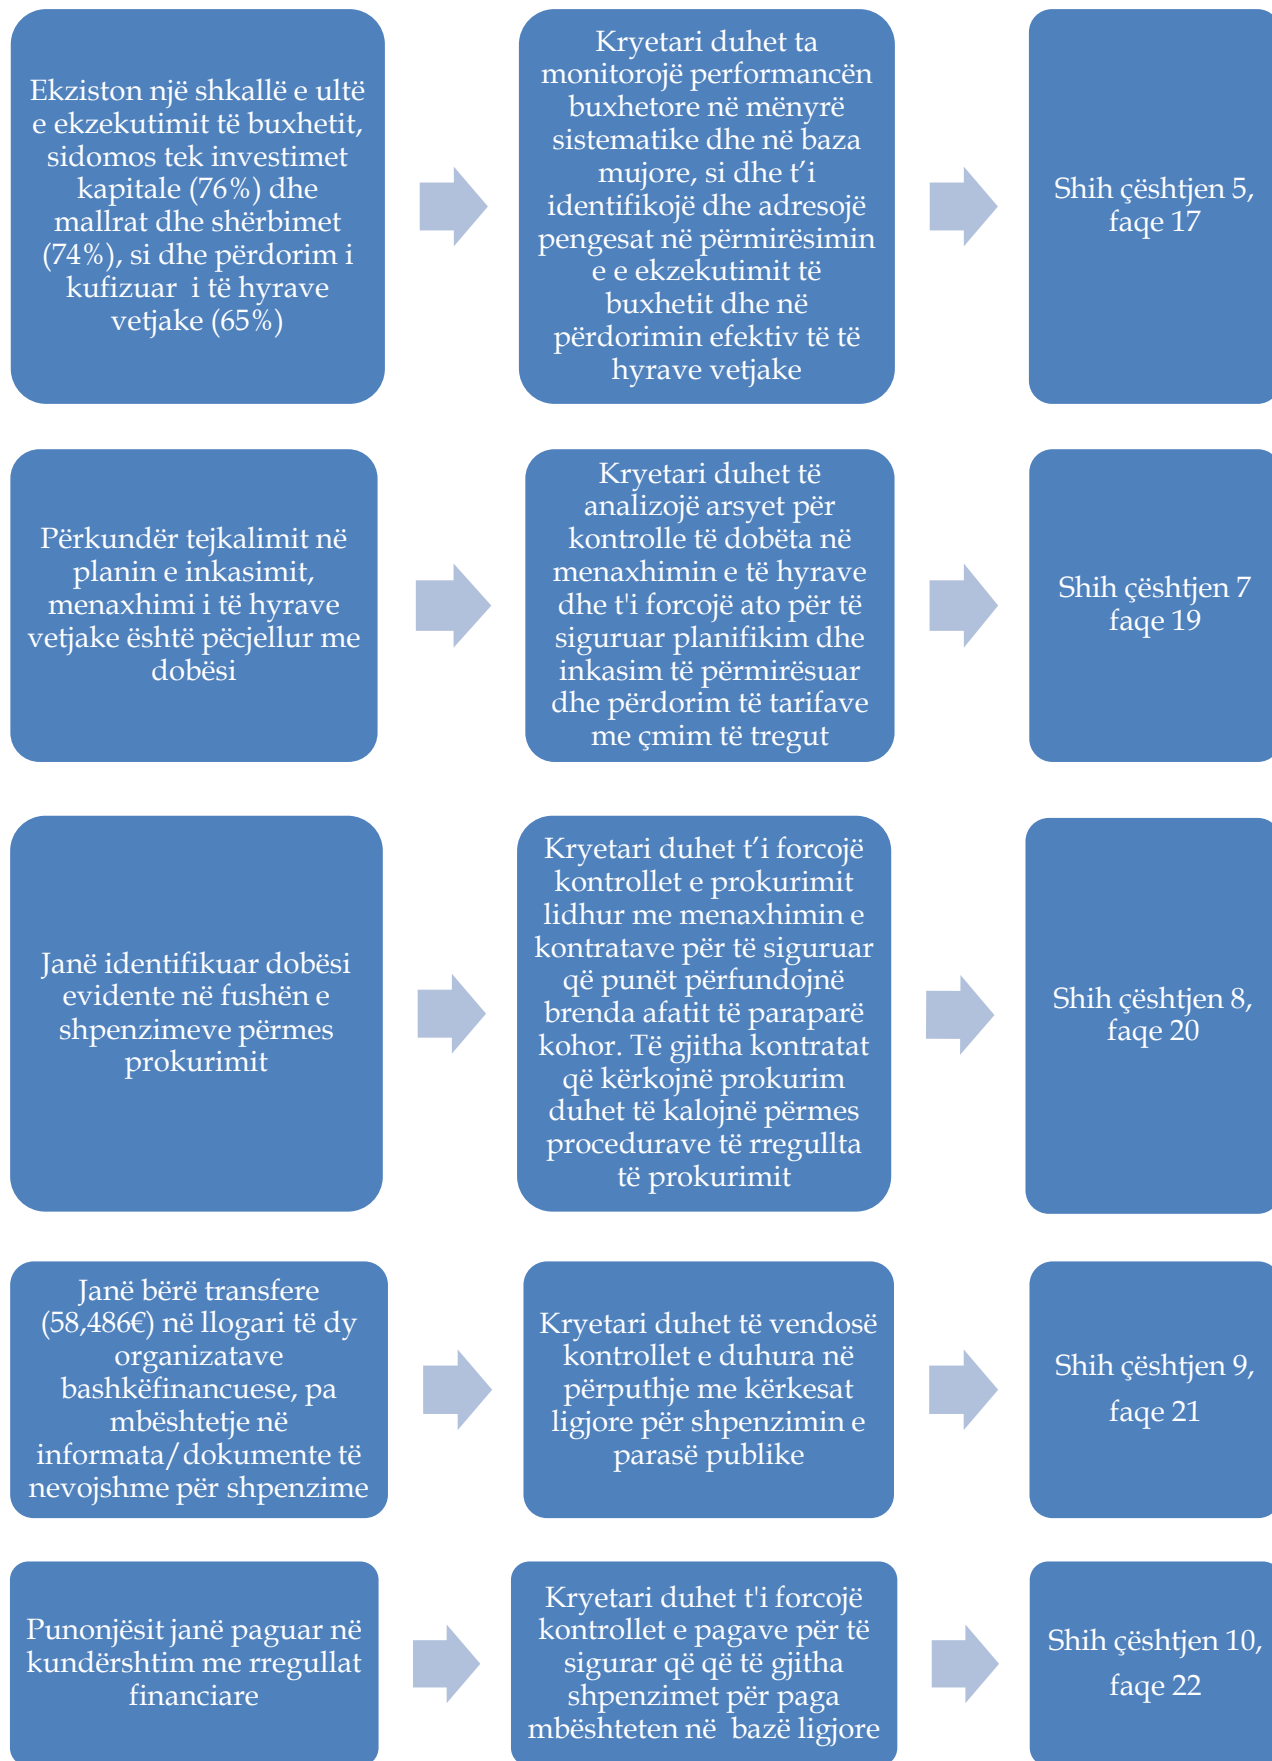 Ekziston një shkallë e ultë
e ekzekutimit të buxhetit,
sidomos tek investimet
kapitale (76%) dhe
mallrat dhe shërbimet
(74%), si dhe përdorim i
kufizuar i të hyrave
vetjake (65%)
Kryetari duhet ta
monitorojë performancën
buxhetore në mënyrë
sistematike dhe në baza
mujore, si dhe t’i
identifikojë dhe adresojë
pengesat në përmirësimin
e e ekzekutimit të
buxhetit dhe në
përdorimin efektiv të të
hyrave vetjake
Shih çështjen 5,
faqe 17
Përkundër tejkalimit në
planin e inkasimit,
menaxhimi i të hyrave
vetjake është pëcjellur me
dobësi
Kryetari duhet të
analizojë arsyet për
kontrolle të dobëta në
menaxhimin e të hyrave
dhe t'i forcojë ato për të
siguruar planifikim dhe
inkasim të përmirësuar
dhe përdorim të tarifave
me çmim të tregut
Shih çështjen 7
faqe 19
Janë identifikuar dobësi
evidente në fushën e
shpenzimeve përmes
prokurimit
Kryetari duhet t’i forcojë
kontrollet e prokurimit
lidhur me menaxhimin e
kontratave për të siguruar
që punët përfundojnë
brenda afatit të paraparë
kohor. Të gjitha kontratat
që kërkojnë prokurim
duhet të kalojnë përmes
procedurave të rregullta
të prokurimit
Shih çështjen 8,
faqe 20
Janë bërë transfere
(58,486€) në llogari të dy
organizatave
bashkëfinancuese, pa
mbështetje në
informata/dokumente të
nevojshme për shpenzime
Kryetari duhet të vendosë
kontrollet e duhura në
përputhje me kërkesat
ligjore për shpenzimin e
parasë publike
Shih çështjen 9,
faqe 21
Punonjësit janë paguar në
kundërshtim me rregullat
financiare
Kryetari duhet t'i forcojë
kontrollet e pagave për të
sigurar që që të gjitha
shpenzimet për paga
mbështeten në bazë ligjore
Shih çështjen 10,
faqe 22